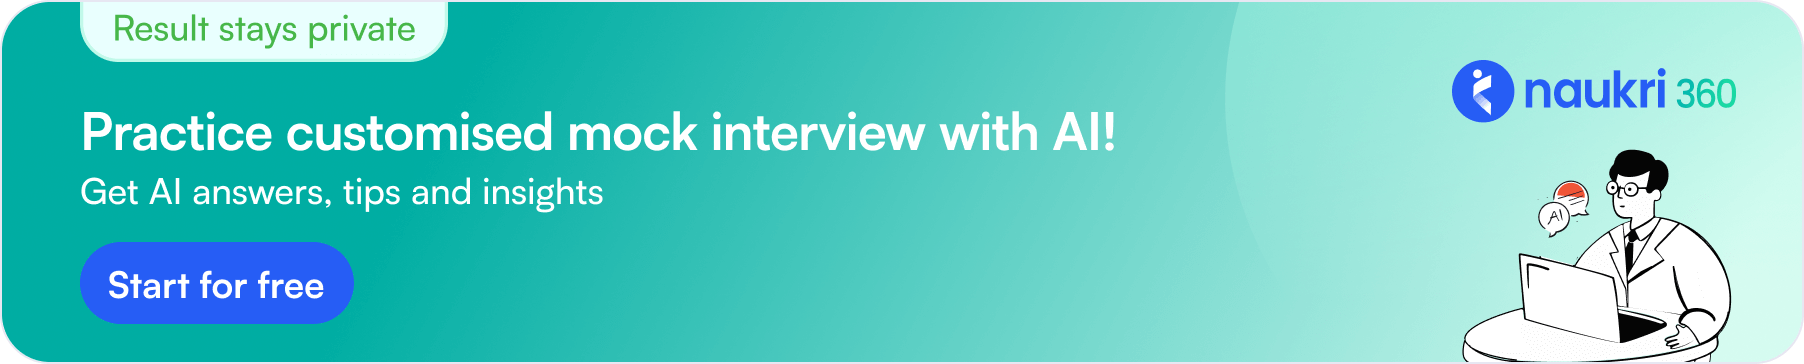 Result stays private
naukri 360
Practice customised mock interview with AI!
Get AI answers, tips and insights
AI
Start for free